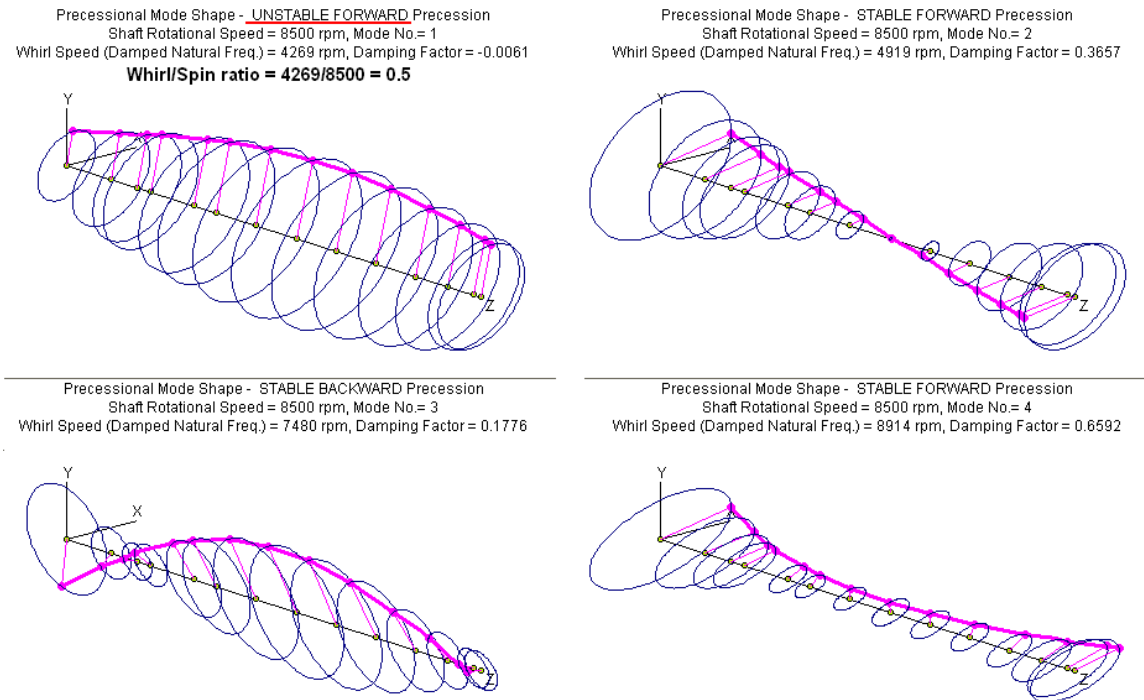 Precessional Mode Shape - UNSTABLE FORWARD Precession
Shaft Rotational Speed = 8500 rpm, Mode No.= 1
Whirl Speed (Damped Natural Freq.) = 4269 rpm, Damping Factor = -0.0061
Whirl/Spin ratio = 4269/8500 = 0.5
Y
Z
Precessional Mode Shape - STABLE FORWARD Precession
Shaft Rotational Speed = 8500 rpm, Mode No.= 2
Whirl Speed (Damped Natural Freq.) = 4919 rpm, Damping Factor = 0.3657
Y
Z
Precessional Mode Shape - STABLE BACKWARD Precession
Shaft Rotational Speed = 8500 rpm, Mode No.= 3
Whirl Speed (Damped Natural Freq.) = 7480 rpm, Damping Factor = 0.1776
Y
X
Z
Precessional Mode Shape - STABLE FORWARD Precession
Shaft Rotational Speed = 8500 rpm, Mode No.= 4
Whirl Speed (Damped Natural Freq.) = 8914 rpm, Damping Factor = 0.6592
Y
Z